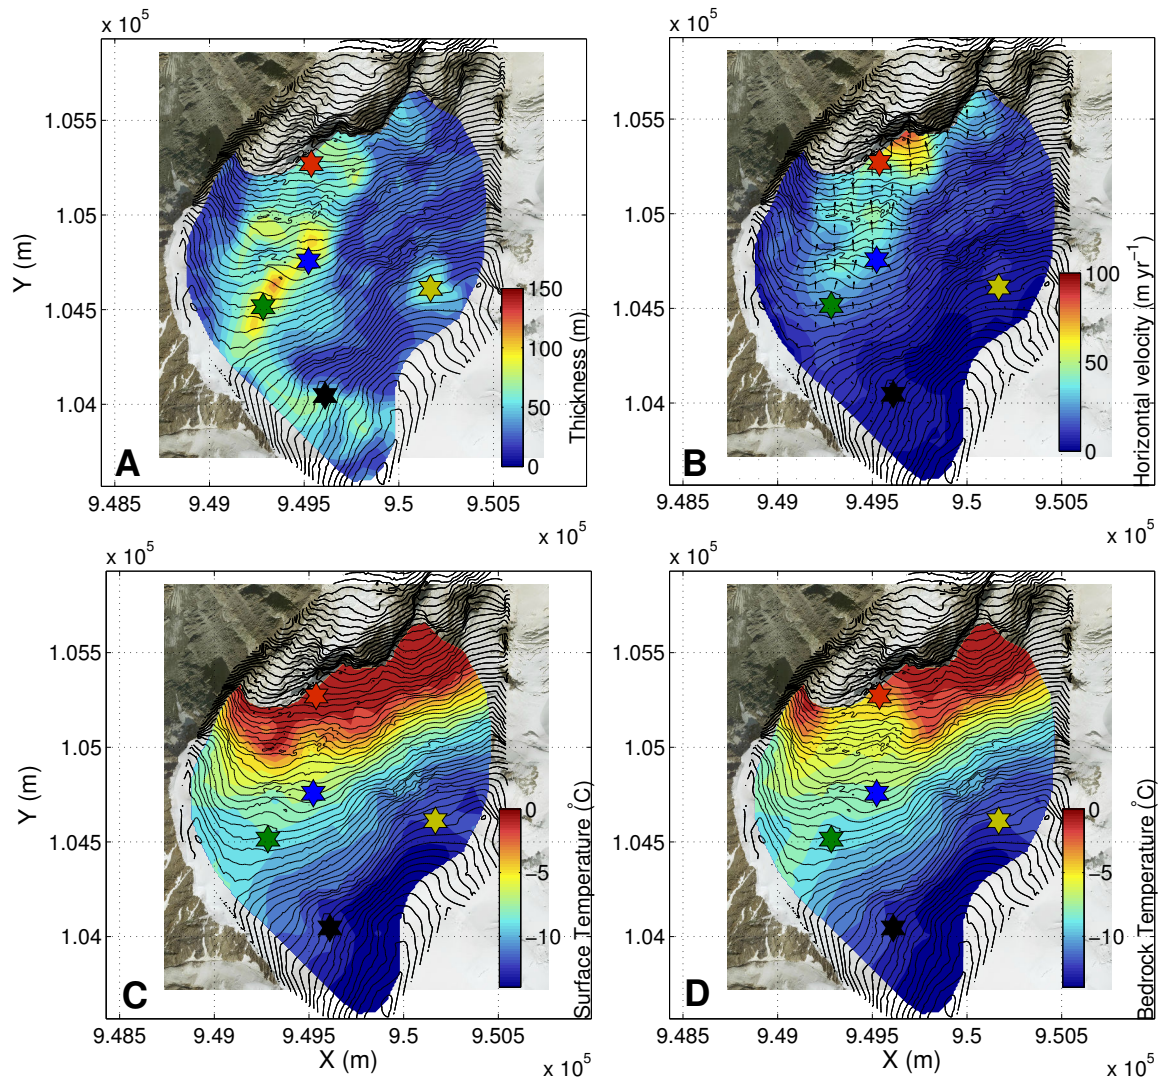 x 10^5
x 10^5
1.055
1.05
1.045
1.04
Y (m)
A
150
100
50
0
Thickness (m)
9.485
9.49
9.495
9.5
9.505
x 10^5
1.055
1.05
1.045
1.04
B
100
50
0
Horizontal velocity (m yr^−1)
9.485
9.49
9.495
9.5
9.505
x 10^5
x 10^5
x 10^5
1.055
1.05
1.045
1.04
Y (m)
C
0
−5
−10
Surface Temperature (°C)
9.485
9.49
9.495
9.5
9.505
X (m)
x 10^5
1.055
1.05
1.045
1.04
D
0
−5
−10
Bedrock Temperature (°C)
9.485
9.49
9.495
9.5
9.505
X (m)
x 10^5